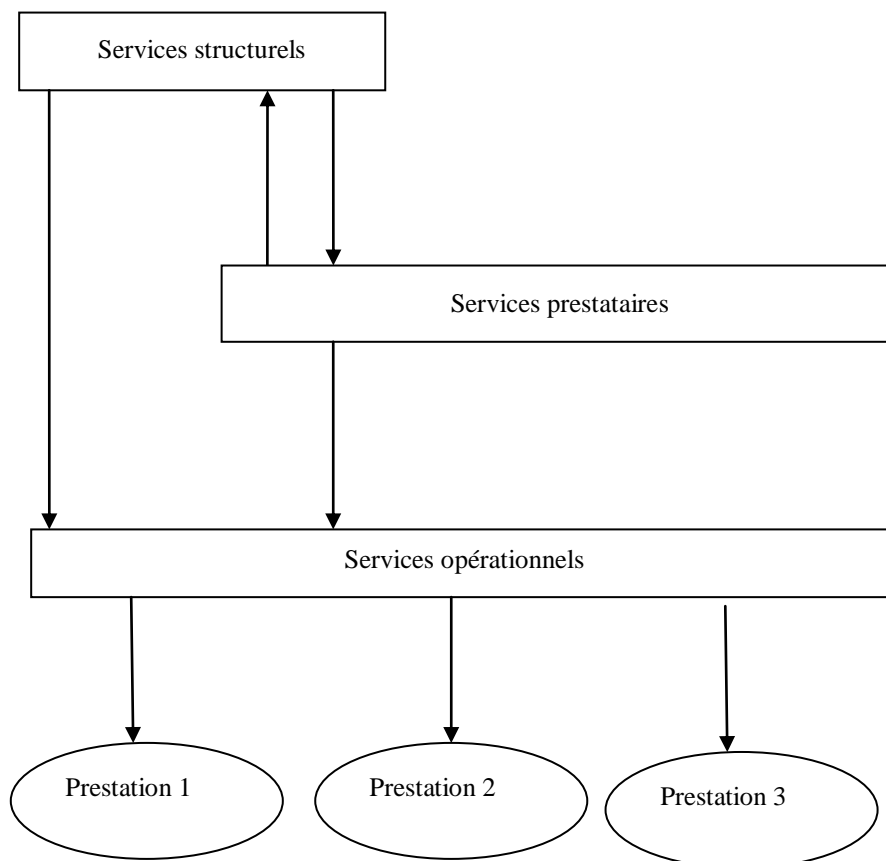 Services structurels
Services prestataires
Services opérationnels
Prestation 1
Prestation 2
Prestation 3